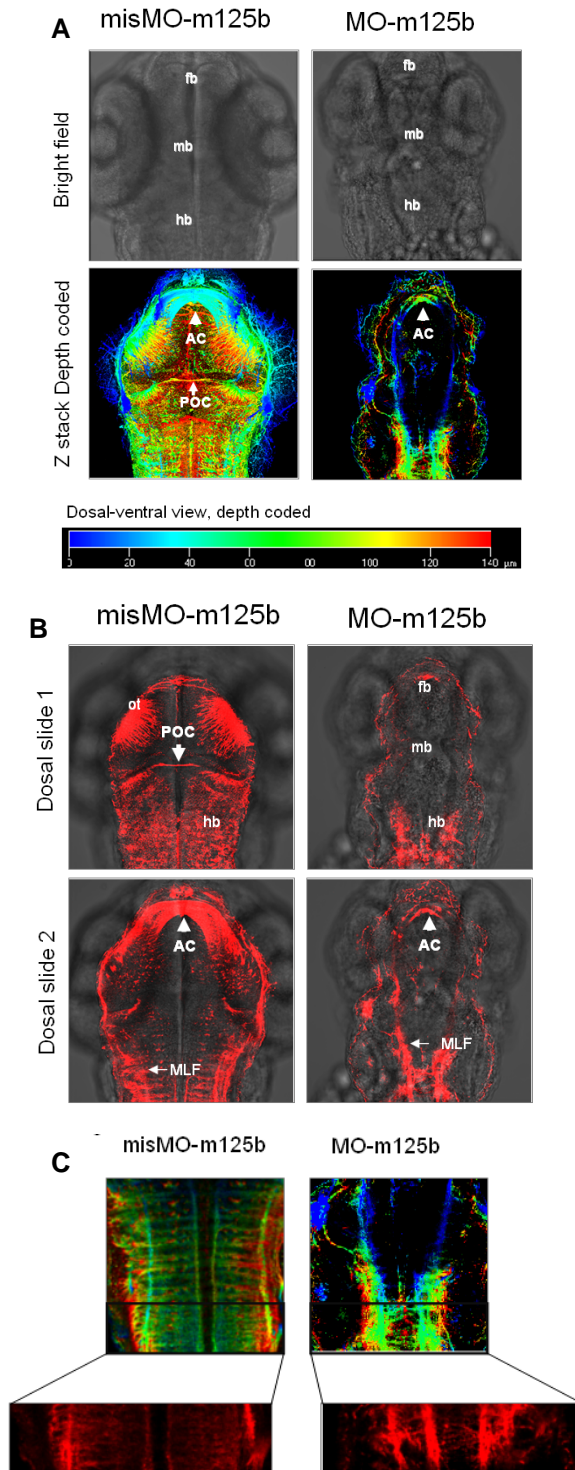 A
misMO-m125b MO-m125b
Bright field
fb
mb
hb
fb
mb
hb
Z stack Depth coded
AC
POC
AC
Dosal-ventral view, depth coded
0 20 40 60 00 100 120 140 µm
B
misMO-m125b MO-m125b
Dosal slide 1
ot
POC
hb
fb
mb
hb
Dosal slide 2
AC
MLF
AC
MLF
C
misMO-m125b MO-m125b